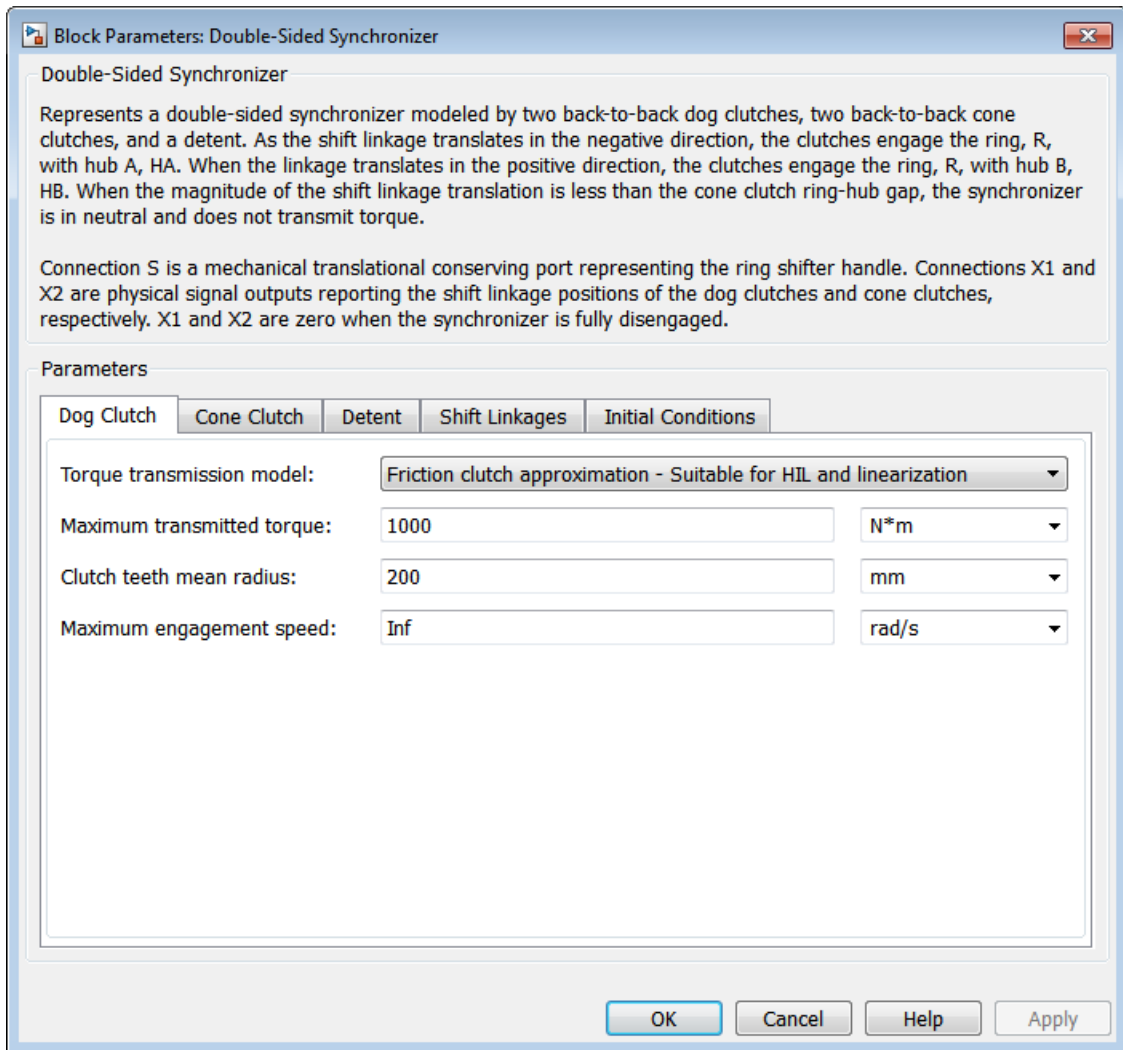 Block Parameters: Double-Sided Synchronizer
Double-Sided Synchronizer
Represents a double-sided synchronizer modeled by two back-to-back dog clutches, two back-to-back cone
clutches, and a detent. As the shift linkage translates in the negative direction, the clutches engage the ring, R,
with hub A, HA. When the linkage translates in the positive direction, the clutches engage the ring, R, with hub B,
HB. When the magnitude of the shift linkage translation is less than the cone clutch ring-hub gap, the synchronizer
is in neutral and does not transmit torque.
Connection S is a mechanical translational conserving port representing the ring shifter handle. Connections X1 and
X2 are physical signal outputs reporting the shift linkage positions of the dog clutches and cone clutches,
respectively. X1 and X2 are zero when the synchronizer is fully disengaged.
Parameters
Dog Clutch Cone Clutch Detent Shift Linkages Initial Conditions
Torque transmission model: Friction clutch approximation - Suitable for HIL and linearization
Maximum transmitted torque: 1000 N*m
Clutch teeth mean radius: 200 mm
Maximum engagement speed: Inf rad/s
OK Cancel Help Apply